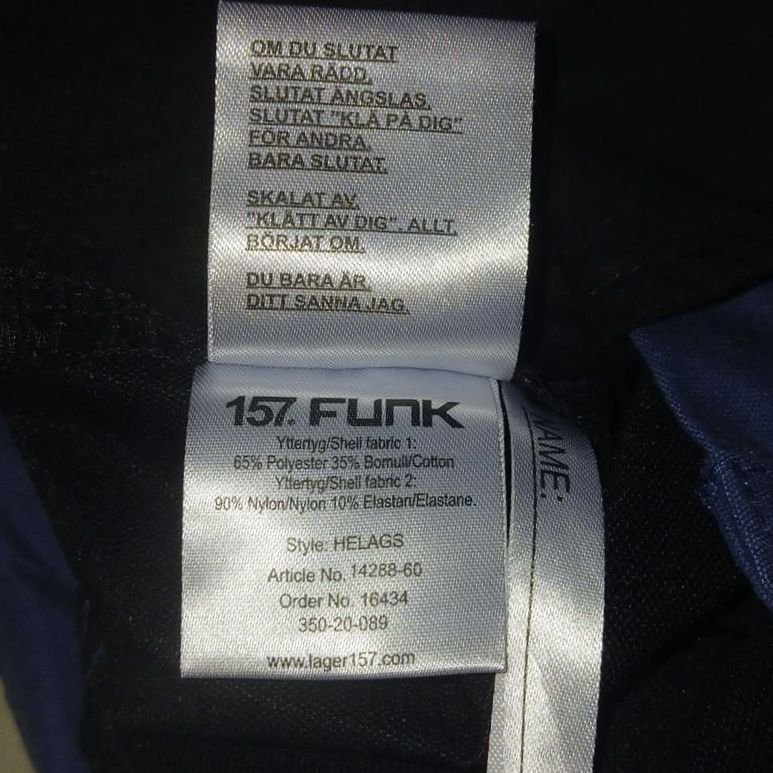 OM DU SLUTAT
VARA RÄDD.
SLUTAT ÄNGSLAS.
SLUTAT "KLÄ PÅ DIG"
FÖR ANDRA.
BARA SLUTAT.
SKALAT AV.
"KLÄTT AV DIG". ALLT.
BÖRJAT OM.
DU BARA ÄR.
DITT SANNA JAG.
157. FUNK
Yttertyg/Shell fabric 1:
65% Polyester 35% Bomull/Cotton
Yttertyg/Shell fabric 2:
90% Nylon/Nylon 10% Elastan/Elastane.
Style: HELAGS
Article No. 14288-60
Order No. 16434
350-20-089
www.lager157.com
NAME: